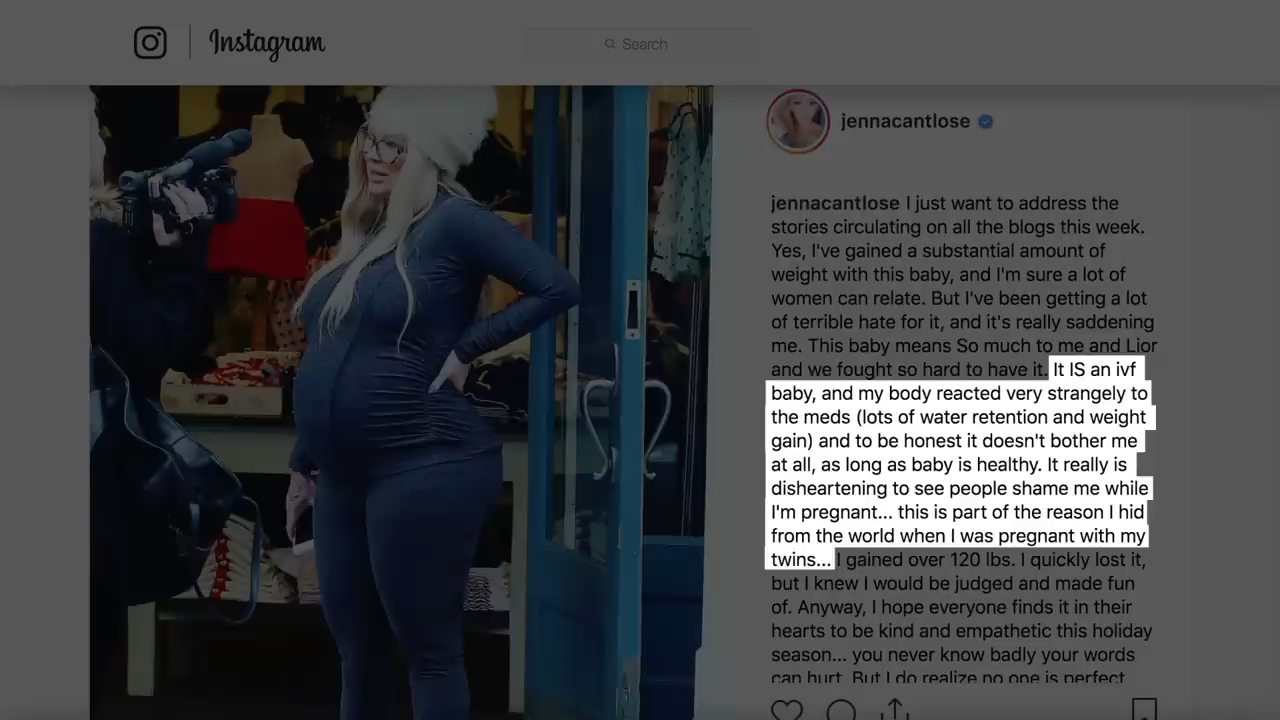 Instagram
Search
jennacantlose
jennacantlose I just want to address the
stories circulating on all the blogs this week.
Yes, I've gained a substantial amount of
weight with this baby, and I'm sure a lot of
women can relate. But I've been getting a lot
of terrible hate for it, and it's really saddening
me. This baby means So much to me and Lior
and we fought so hard to have it. It IS an ivf
baby, and my body reacted very strangely to
the meds (lots of water retention and weight
gain) and to be honest it doesn't bother me
at all, as long as baby is healthy. It really is
disheartening to see people shame me while
I'm pregnant... this is part of the reason I hid
from the world when I was pregnant with my
twins... I gained over 120 lbs. I quickly lost it,
but I knew I would be judged and made fun
of. Anyway, I hope everyone finds it in their
hearts to be kind and empathetic this holiday
season... you never know badly your words
can hurt. But I do realize no one is perfect